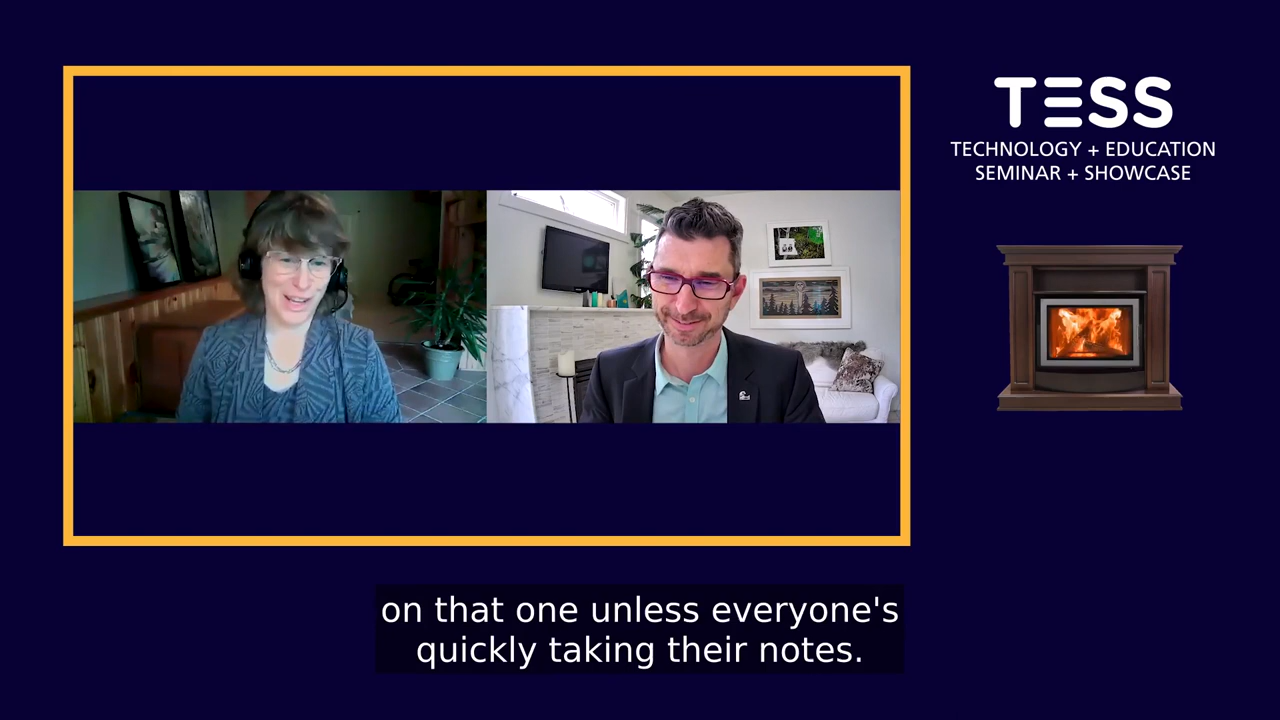 TESS
TECHNOLOGY + EDUCATION
SEMINAR + SHOWCASE
on that one unless everyone's
quickly taking their notes.